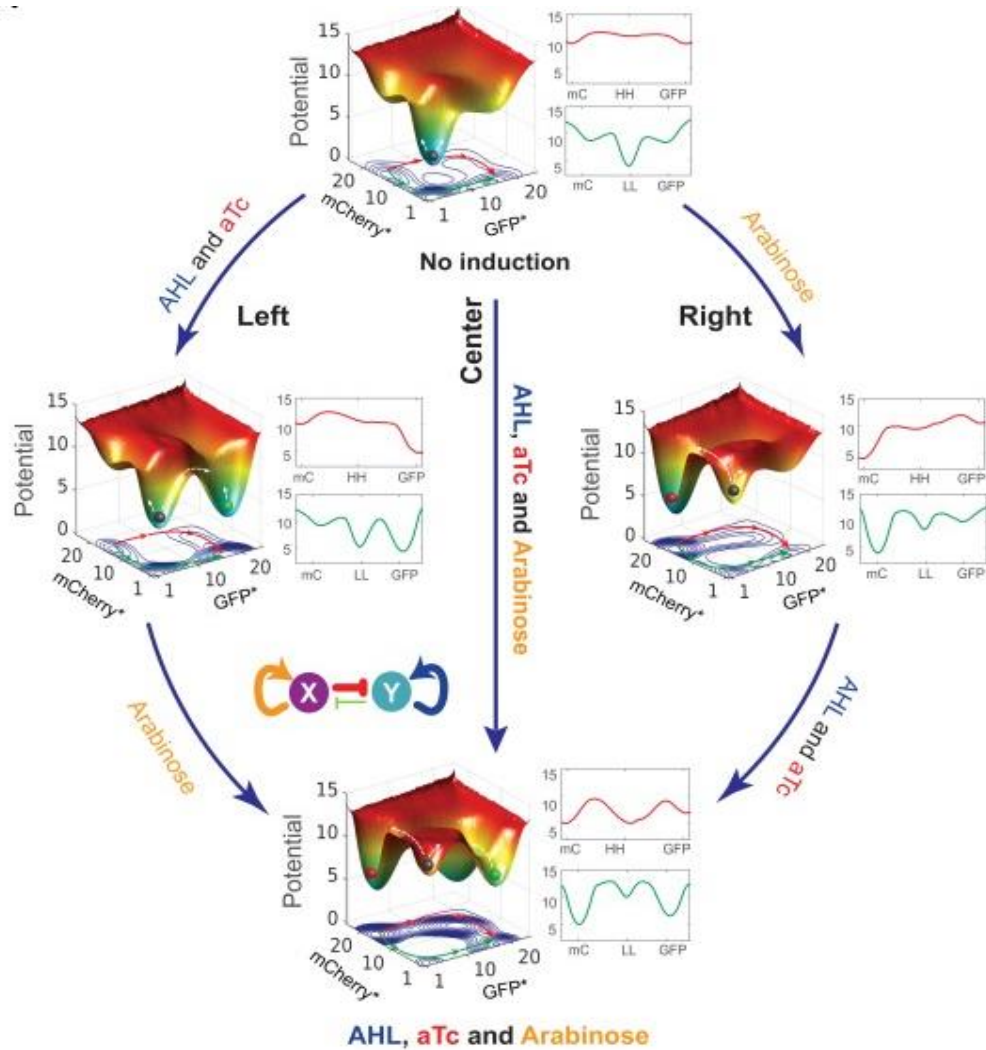 15
10
5
0
Potential
20
10
1
mCherry*
1
10
20
GFP*
15
10
5
mC HH GFP
15
10
5
mC LL GFP
No induction
AHL and aTc
Arabinose
Left
Center
Right
AHL, aTc and Arabinose
15
10
5
0
Potential
20
10
1
mCherry*
1
10
20
GFP*
15
10
5
mC HH GFP
15
10
5
mC LL GFP
15
10
5
0
Potential
20
10
1
mCherry*
1
10
20
GFP*
15
10
5
mC HH GFP
15
10
5
mC LL GFP
Arabinose
X Y
AHL and aTc
15
10
5
0
Potential
20
10
1
mCherry*
1
10
20
GFP*
15
10
5
mC HH GFP
15
10
5
mC LL GFP
AHL, aTc and Arabinose